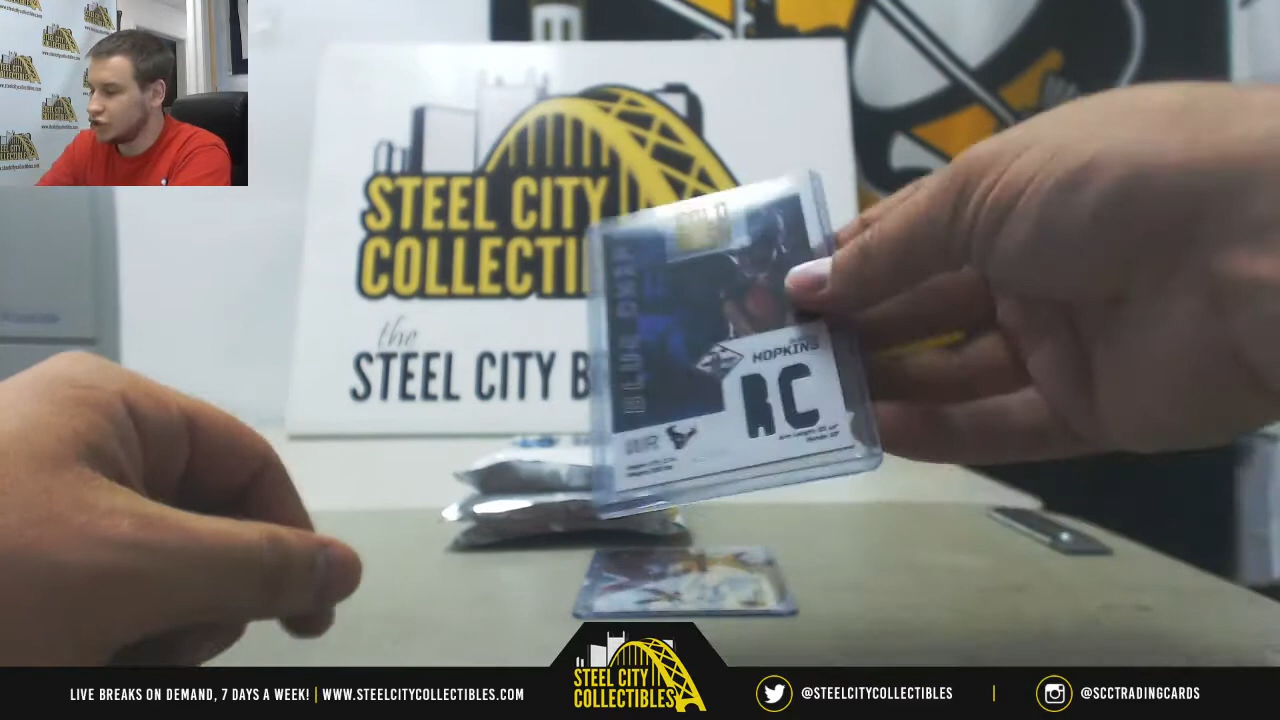 STEEL CITY
COLLECTI
the
STEEL CITY B
HOPKINS
RC
WR
STEEL CITY
COLLECTIBLES
LIVE BREAKS ON DEMAND, 7 DAYS A WEEK! | WWW.STEELCITYCOLLECTIBLES.COM
@STEELCITYCOLLECTIBLES | @SCCTRADINGCARDS